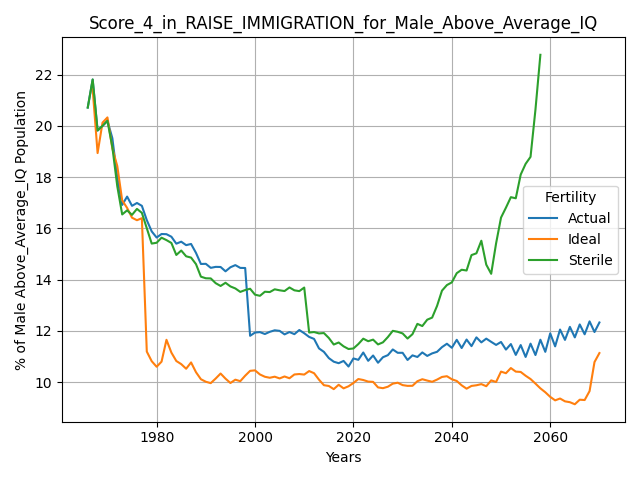 Score_4_in_RAISE_IMMIGRATION_for_Male_Above_Average_IQ
% of Male Above_Average_IQ Population
22
20
18
16
14
12
10
Fertility
Actual
Ideal
Sterile
1980
2000
2020
2040
2060
Years